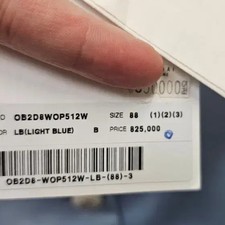 OB2D8WOP512W SIZE 88 (1)(2)(3)
LB(LIGHT BLUE) B PRICE 825,000
OB2D8-WOP512W-LB-(88)-3